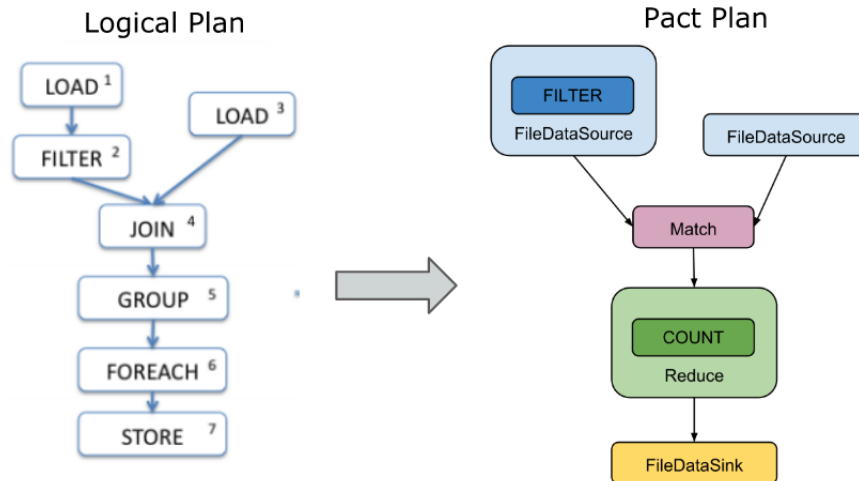 Logical Plan
LOAD 1
LOAD 3
FILTER 2
JOIN 4
GROUP 5
FOREACH 6
STORE 7
Pact Plan
FILTER
FileDataSource
FileDataSource
Match
COUNT
Reduce
FileDataSink